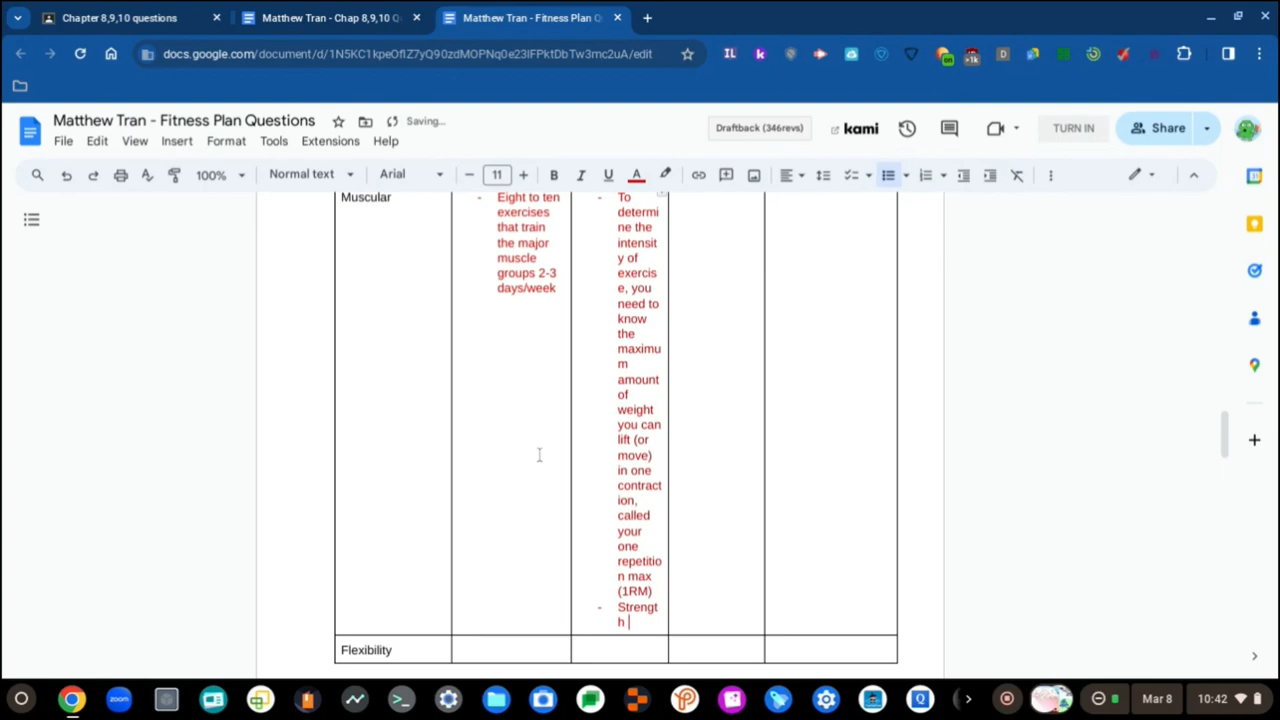 Chapter 8,9,10 questions
Matthew Tran - Chap 8,9,10 Q
Matthew Tran - Fitness Plan Q
docs.google.com/document/d/1N5KC1kpeOfIZ7yQ90zdMOPNq0e23IFPktDbTw3mc2uA/edit
IL
k
on
>1k
D
Matthew Tran - Fitness Plan Questions
Saving...
File Edit View Insert Format Tools Extensions Help
Draftback (346revs)
kami
TURN IN
Share
100%
Normal text
Arial
11
B I U A
Muscular
- Eight to ten
exercises
that train
the major
muscle
groups 2-3
days/week
- To
determi
ne the
intensit
y of
exercis
e, you
need to
know
the
maximu
m
amount
of
weight
you can
lift (or
move)
in one
contract
ion,
called
your
one
repetitio
n max
(1RM)
- Strengt
h
Flexibility
zoom
Q
Mar 8
10:42